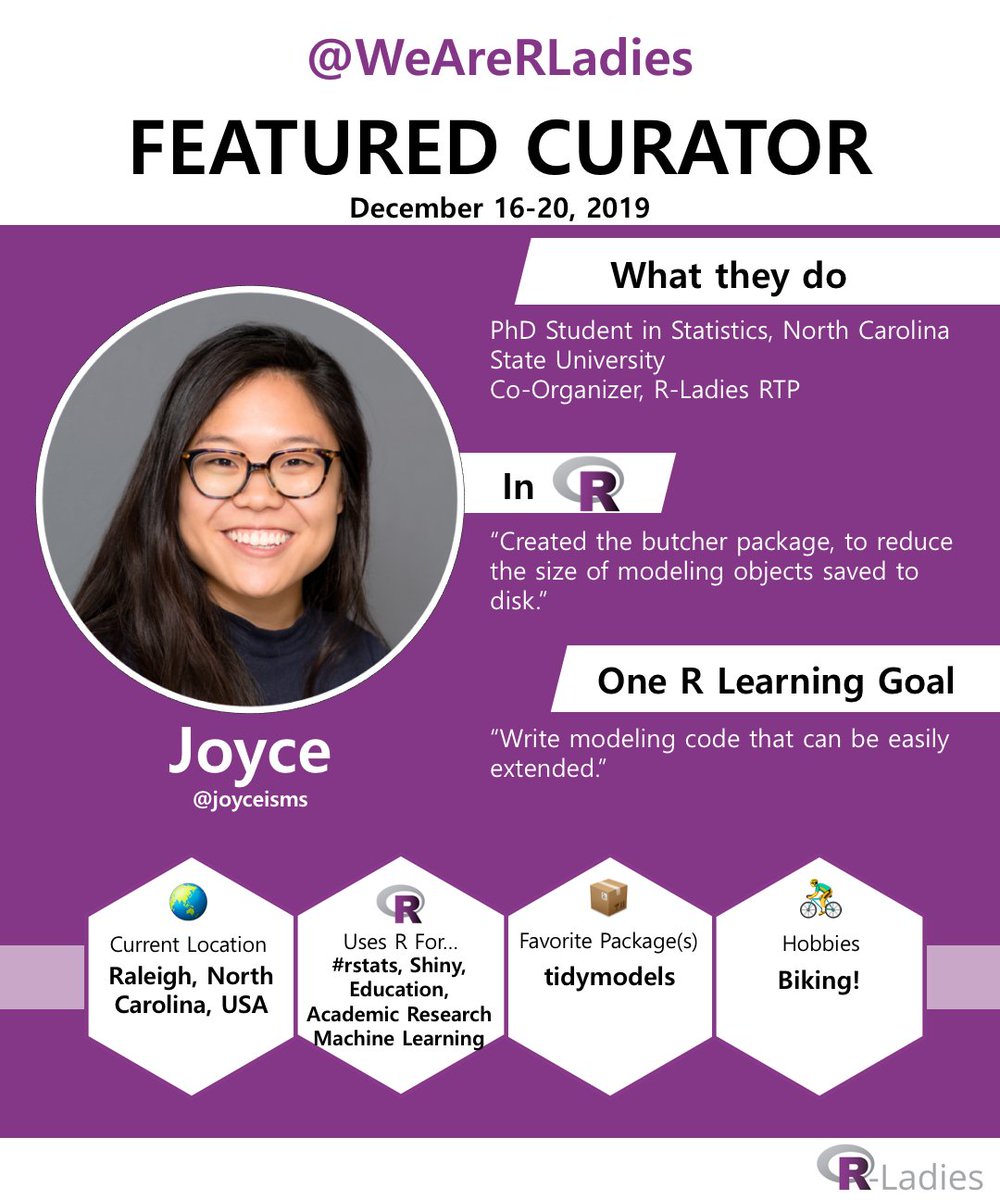 @WeAreRLadies
FEATURED CURATOR
December 16-20, 2019
What they do
PhD Student in Statistics, North Carolina
State University
Co-Organizer, R-Ladies RTP
In R
“Created the butcher package, to reduce
the size of modeling objects saved to
disk.”
One R Learning Goal
“Write modeling code that can be easily
extended.”
Joyce
@joyceisms
Current Location
Raleigh, North
Carolina, USA
R
Uses R For...
#rstats, Shiny,
Education,
Academic Research
Machine Learning
Favorite Package(s)
tidymodels
Hobbies
Biking!
R-Ladies